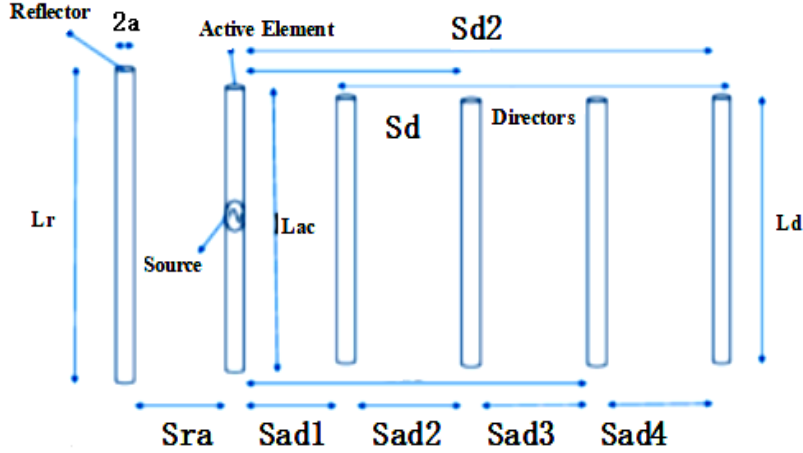 Reflector
2a
Active Element
Sd2
Sd
Directors
Lr
Lac
Ld
Source
Sra
Sad1
Sad2
Sad3
Sad4